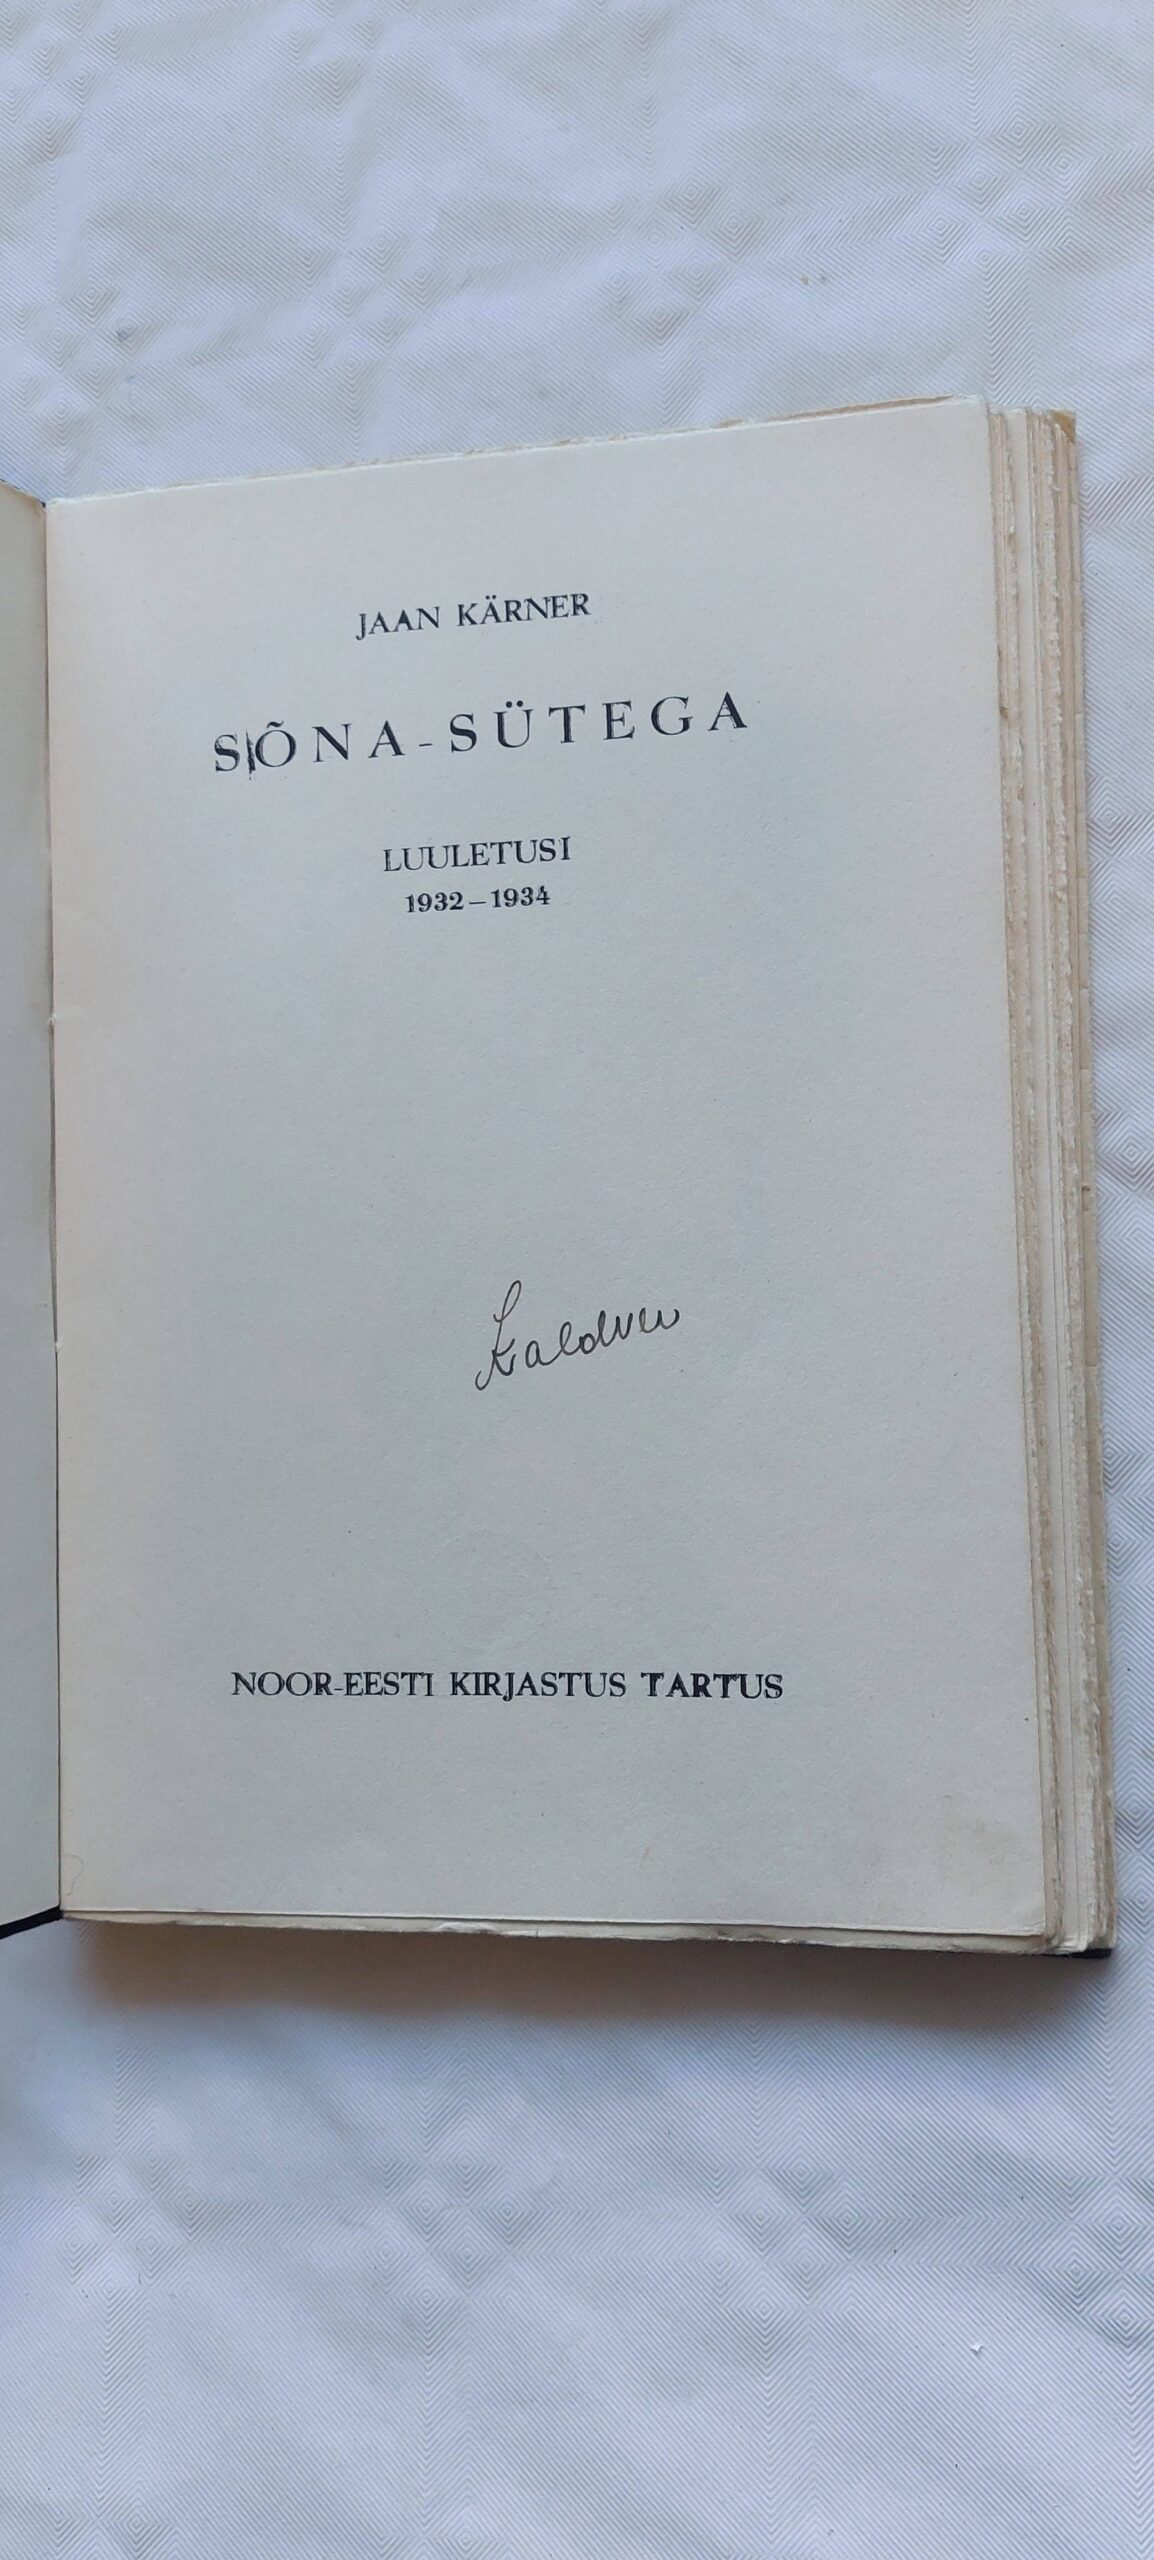 JAAN KÄRNER
SÕNA-SÜTEGA
LUULETUSI
1932–1934
NOOR-EESTI KIRJASTUS TARTUS